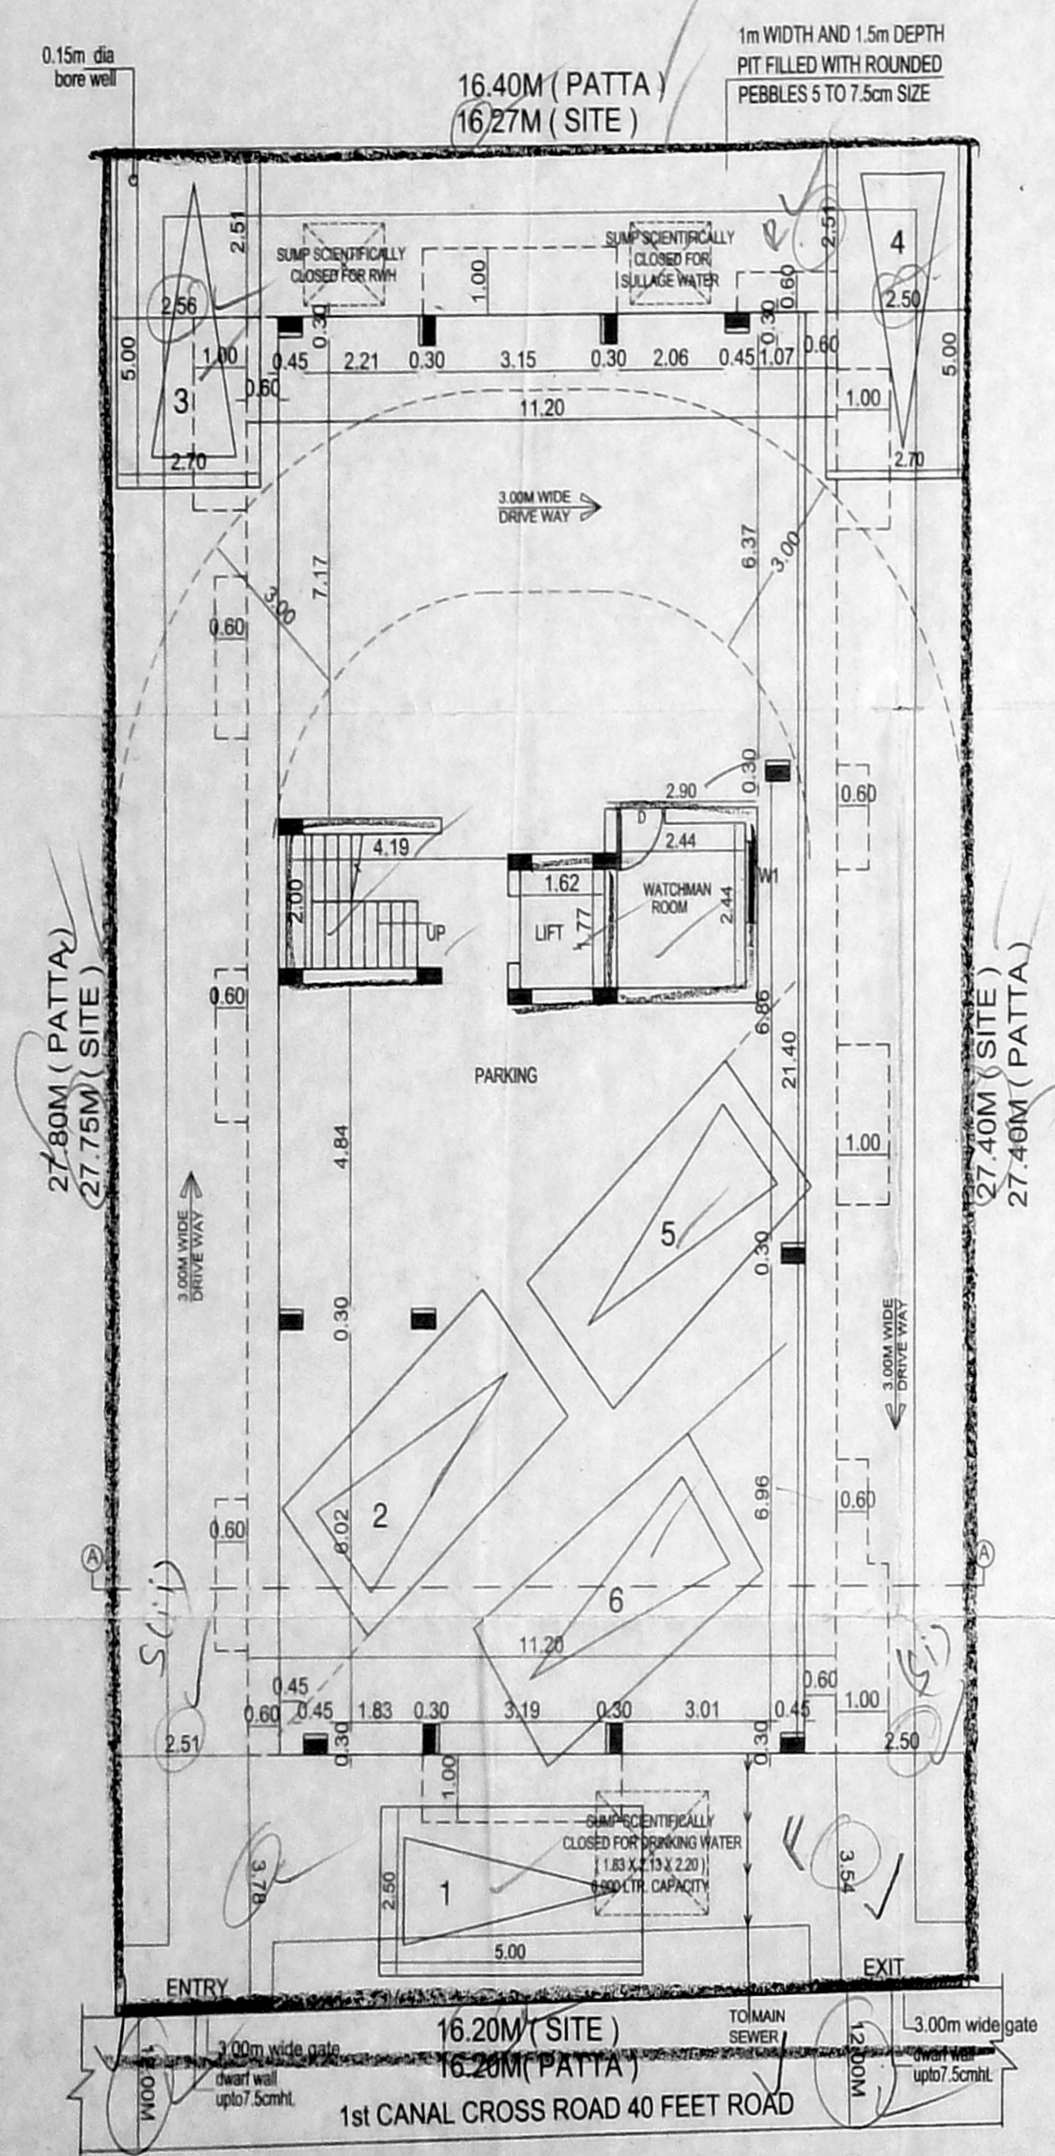 0.15m dia
bore well
16.40M ( PATTA )
16.27M ( SITE )
1m WIDTH AND 1.5m DEPTH
PIT FILLED WITH ROUNDED
PEBBLES 5 TO 7.5cm SIZE
2.51
SUMP SCIENTIFICALLY
CLOSED FOR RWH
1.00
SUMP SCIENTIFICALLY
CLOSED FOR
SULLAGE WATER
R
2.51
4
2.56
0.30
0.60
0.30
2.50
5.00
1.00
0.45
2.21
0.30
3.15
0.30
2.06
0.45
1.07
0.60
5.00
3
0.60
11.20
1.00
2.70
2.70
3.00M WIDE
DRIVE WAY
7.17
6.37
3.00
3.00
0.60
0.30
2.90
0.60
4.19
D
2.44
2.00
1.62
WATCHMAN
ROOM
2.44
W1
UP
LIFT
1.77
27.80M ( PATTA )
27.75M ( SITE )
27.40M ( SITE )
27.40M ( PATTA )
0.60
6.86
21.40
PARKING
4.84
1.00
3.00M WIDE
DRIVE WAY
5
0.30
0.30
3.00M WIDE
DRIVE WAY
2
6.02
6.96
0.60
0.60
A
A
6
11.20
0.45
0.60
0.45
1.83
0.30
3.19
0.30
3.01
0.45
0.60
1.00
2.51
0.30
0.30
2.50
1.00
SUMP SCIENTIFICALLY
CLOSED FOR DRINKING WATER
( 1.83 X 2.13 X 2.20 )
6,000 LTR. CAPACITY
F
3.78
3.54
2.50
1
5.00
ENTRY
EXIT
16.20M ( SITE )
TO MAIN
SEWER
3.00m wide gate
3.00m wide gate
16.20M ( PATTA )
dwarf wall
upto7.5cmht.
dwarf wall
upto7.5cmht.
12.00M
12.00M
1st CANAL CROSS ROAD 40 FEET ROAD